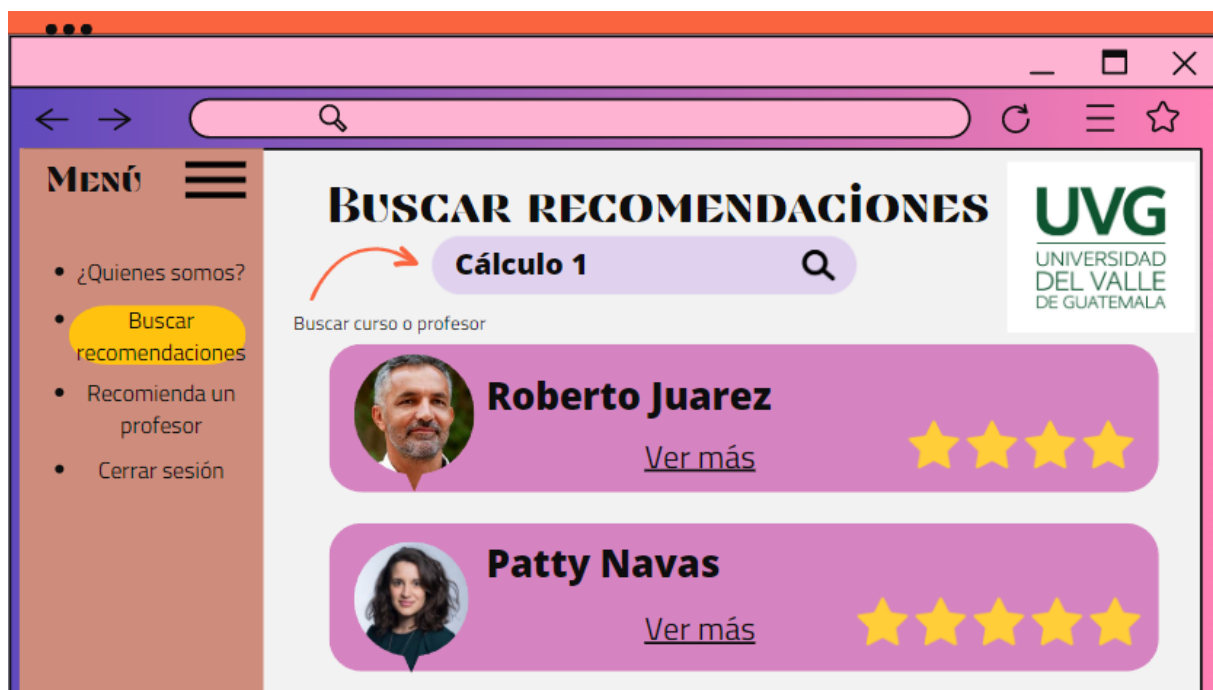 Menú
¿Quienes somos?
Buscar
recomendaciones
Recomienda un
profesor
Cerrar sesión
Buscar recomendaciones
Cálculo 1
Buscar curso o profesor
UVG
UNIVERSIDAD
DEL VALLE
DE GUATEMALA
Roberto Juarez
Ver más
Patty Navas
Ver más